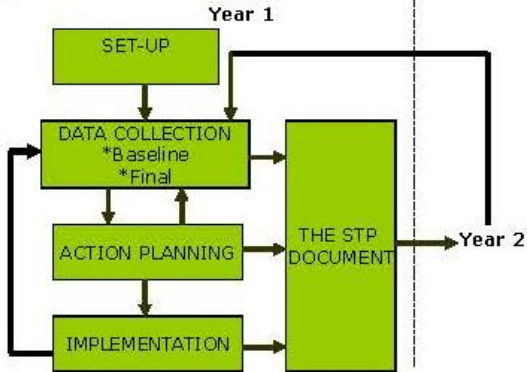 Year 1
SET-UP
DATA COLLECTION
*Baseline
*Final
ACTION PLANNING
IMPLEMENTATION
THE STP
DOCUMENT
Year 2